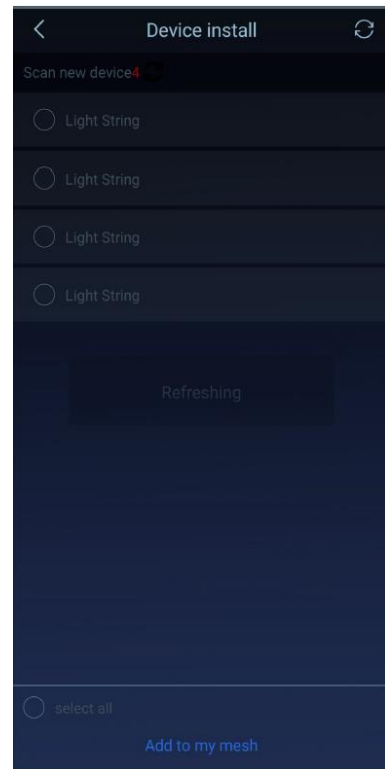 Device install
Scan new device4
Light String
Light String
Light String
Light String
Refreshing
select all
Add to my mesh